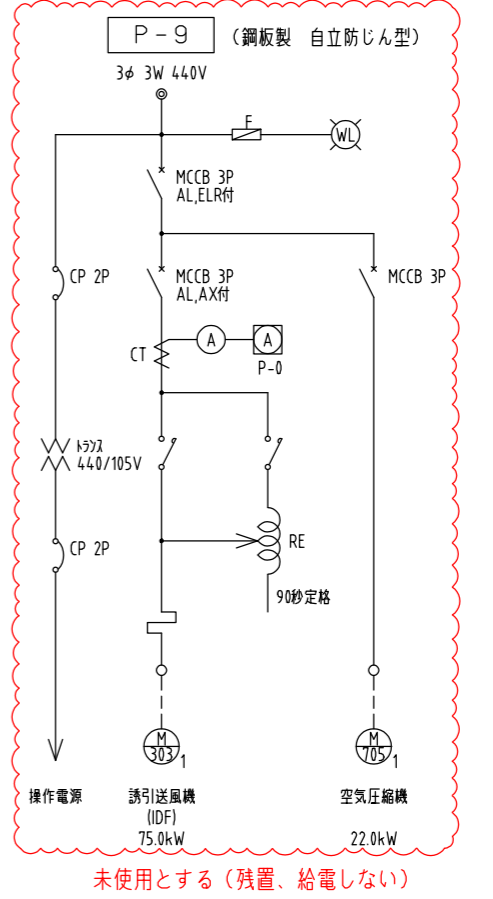 P-9 (鋼板製 自立防じん型)
3φ 3W 440V
F
WL
MCCB 3P
AL,ELR付
CP 2P
MCCB 3P
AL,AX付
MCCB 3P
CT
A
A
P-0
トランス
440/105V
CP 2P
RE
90秒定格
M
303 1
M
705 1
操作電源
誘引送風機
(IDF)
75.0kW
空気圧縮機
22.0kW
未使用とする(残置、給電しない)